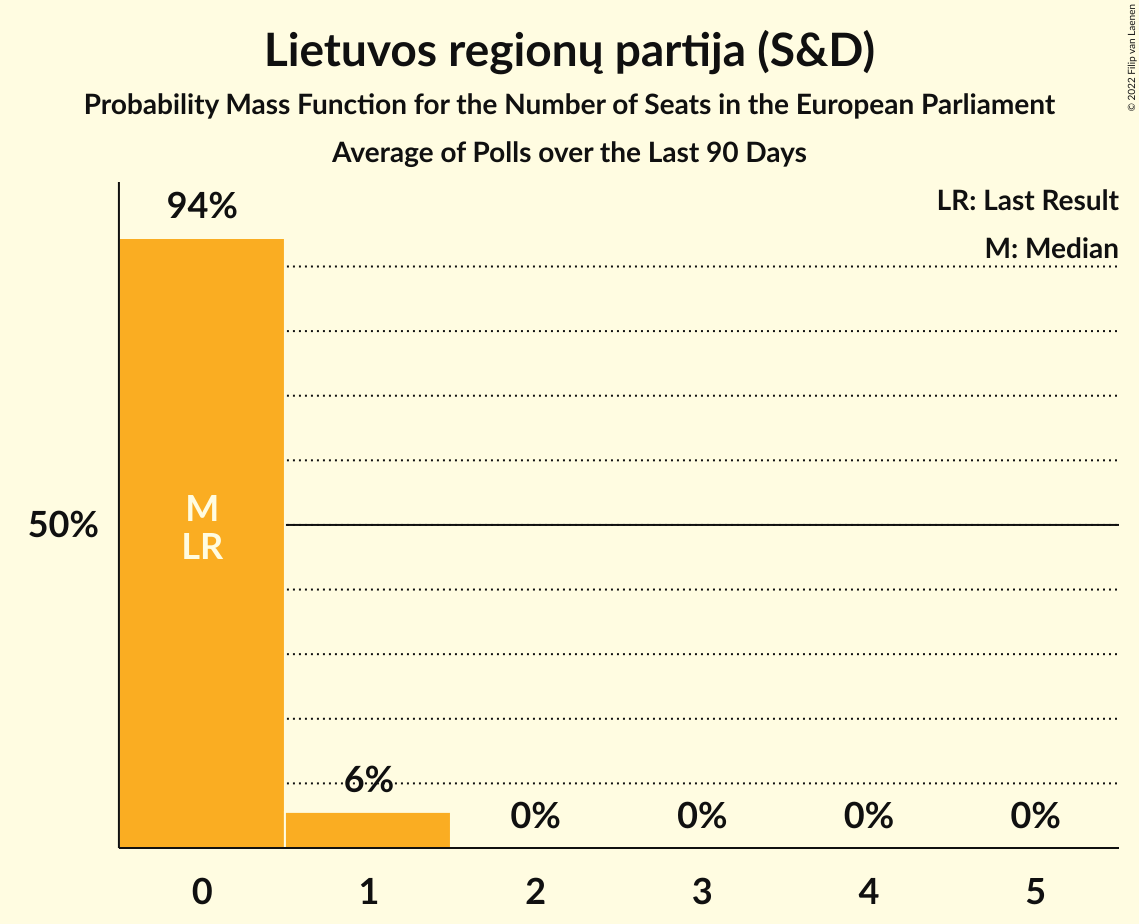 Lietuvos regionų partija (S&D)
Probability Mass Function for the Number of Seats in the European Parliament
Average of Polls over the Last 90 Days
© 2022 Filip van Laenen
LR: Last Result
M: Median
94%
M
LR
50%
6%
0%
0%
0%
0%
0
1
2
3
4
5